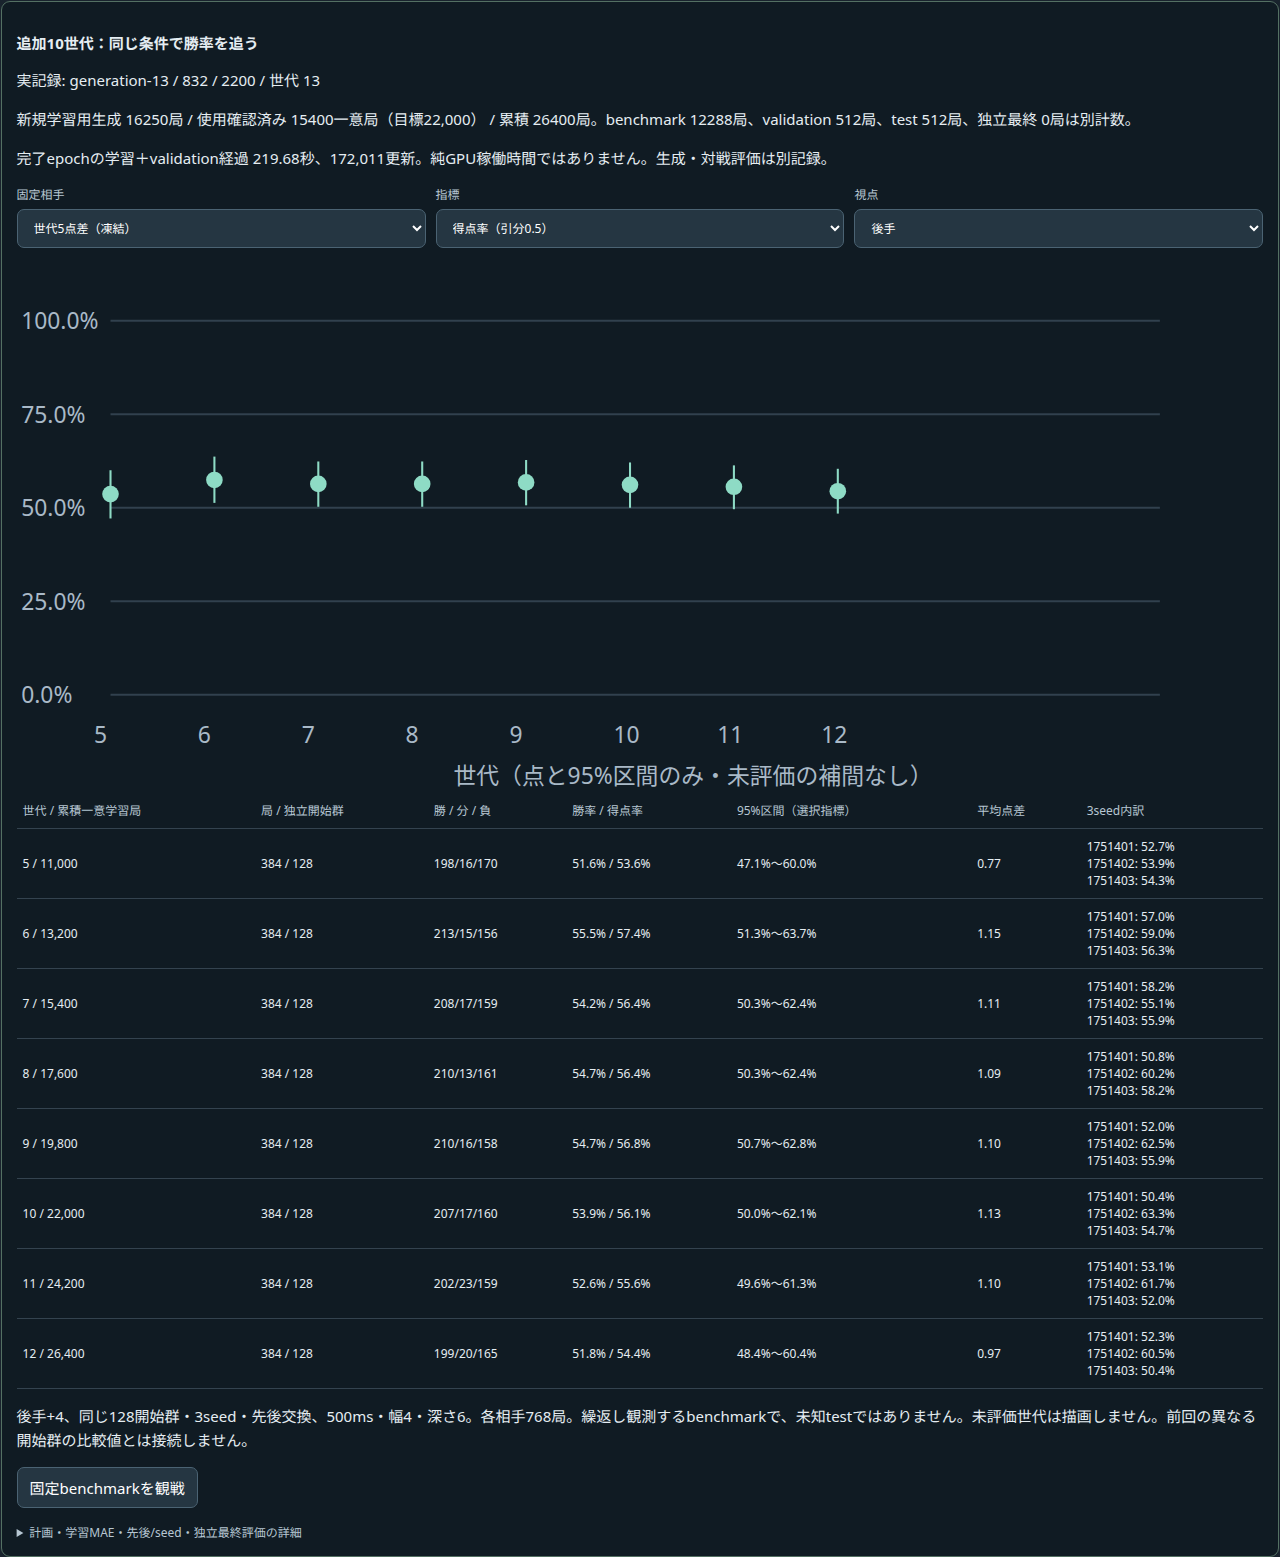 追加10世代：同じ条件で勝率を追う
実記録: generation-13 / 832 / 2200 / 世代 13
新規学習用生成 16250局 / 使用確認済み 15400一意局（目標22,000） / 累積 26400局。benchmark 12288局、validation 512局、test 512局、独立最終 0局は別計数。
完了epochの学習＋validation経過 219.68秒、172,011更新。純GPU稼働時間ではありません。生成・対戦評価は別記録。
固定相手 指標 視点
世代5点差（凍結） 得点率（引分0.5） 後手
100.0%
75.0%
50.0%
25.0%
0.0%
5 6 7 8 9 10 11 12
世代（点と95%区間のみ・未評価の補間なし）
世代 / 累積一意学習局 局 / 独立開始群 勝 / 分 / 負 勝率 / 得点率 95%区間（選択指標） 平均点差 3seed内訳
1751401: 52.7%
5 / 11,000 384 / 128 198/16/170 51.6% / 53.6% 47.1%〜60.0% 0.77 1751402: 53.9%
1751403: 54.3%
1751401: 57.0%
6 / 13,200 384 / 128 213/15/156 55.5% / 57.4% 51.3%〜63.7% 1.15 1751402: 59.0%
1751403: 56.3%
1751401: 58.2%
7 / 15,400 384 / 128 208/17/159 54.2% / 56.4% 50.3%〜62.4% 1.11 1751402: 55.1%
1751403: 55.9%
1751401: 50.8%
8 / 17,600 384 / 128 210/13/161 54.7% / 56.4% 50.3%〜62.4% 1.09 1751402: 60.2%
1751403: 58.2%
1751401: 52.0%
9 / 19,800 384 / 128 210/16/158 54.7% / 56.8% 50.7%〜62.8% 1.10 1751402: 62.5%
1751403: 55.9%
1751401: 50.4%
10 / 22,000 384 / 128 207/17/160 53.9% / 56.1% 50.0%〜62.1% 1.13 1751402: 63.3%
1751403: 54.7%
1751401: 53.1%
11 / 24,200 384 / 128 202/23/159 52.6% / 55.6% 49.6%〜61.3% 1.10 1751402: 61.7%
1751403: 52.0%
1751401: 52.3%
12 / 26,400 384 / 128 199/20/165 51.8% / 54.4% 48.4%〜60.4% 0.97 1751402: 60.5%
1751403: 50.4%
後手+4、同じ128開始群・3seed・先後交換、500ms・幅4・深さ6。各相手768局。繰返し観測するbenchmarkで、未知testではありません。未評価世代は描画しません。前回の異なる
開始群の比較値とは接続しません。
固定benchmarkを観戦
▶ 計画・学習MAE・先後/seed・独立最終評価の詳細